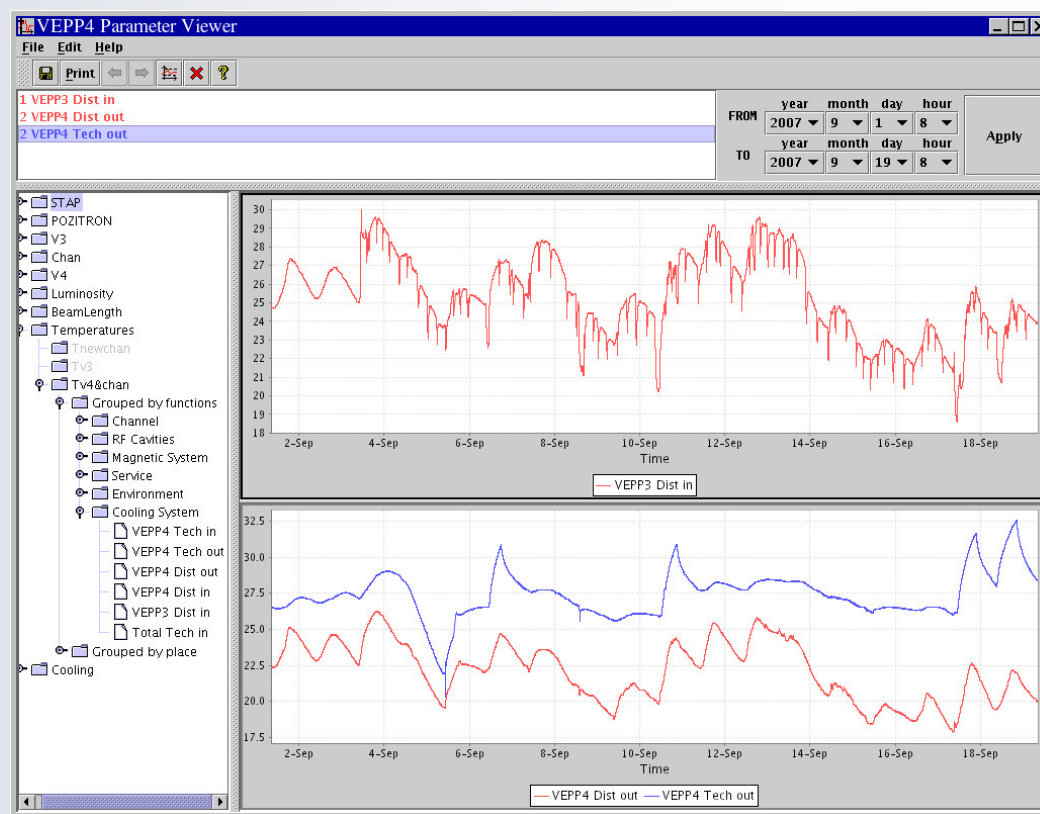 VEPP4 Parameter Viewer
File Edit Help
Print
1 VEPP3 Dist in
2 VEPP4 Dist out
2 VEPP4 Tech out
year month day hour
FROM 2007 9 1 8
year month day hour
TO 2007 9 19 8
Apply
STAP
POZITRON
V3
Chan
V4
Luminosity
BeamLength
Temperatures
Tnewchan
Tv3
Tv4&chan
Grouped by functions
Channel
RF Cavities
Magnetic System
Service
Environment
Cooling System
VEPP4 Tech in
VEPP4 Tech out
VEPP4 Dist out
VEPP4 Dist in
VEPP3 Dist in
Total Tech in
Grouped by place
Cooling
30
29
28
27
26
25
24
23
22
21
20
19
18
2-Sep 4-Sep 6-Sep 8-Sep 10-Sep 12-Sep 14-Sep 16-Sep 18-Sep
Time
VEPP3 Dist in
32.5
30.0
27.5
25.0
22.5
20.0
17.5
2-Sep 4-Sep 6-Sep 8-Sep 10-Sep 12-Sep 14-Sep 16-Sep 18-Sep
Time
VEPP4 Dist out VEPP4 Tech out